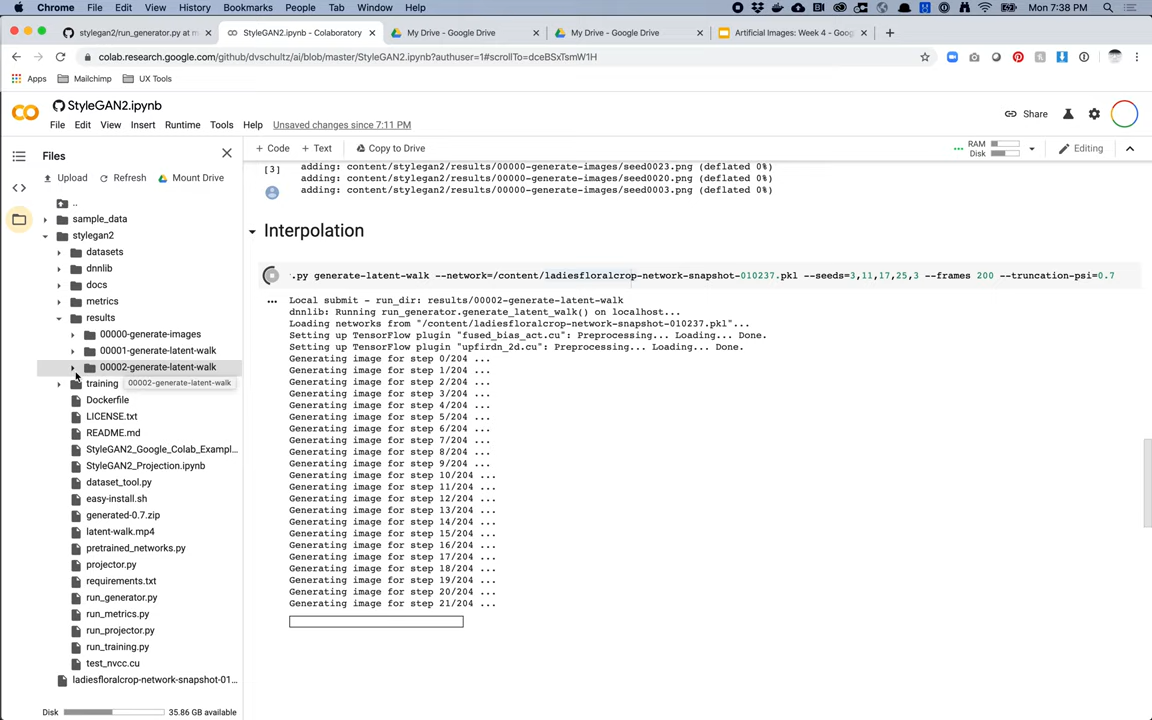 Chrome File Edit View History Bookmarks People Tab Window Help Mon 7:38 PM
stylegan2/run_generator.py at m StyleGAN2.ipynb - Colaboratory My Drive - Google Drive My Drive - Google Drive Artificial Images: Week 4 - Goog
colab.research.google.com/github/dvschultz/ai/blob/master/StyleGAN2.ipynb?authuser=1#scrollTo=dceBSxTsmW1H
Apps Mailchimp UX Tools
StyleGAN2.ipynb
Share
File Edit View Insert Runtime Tools Help Unsaved changes since 7:11 PM
Files
+ Code + Text Copy to Drive
RAM
Disk
Editing
Upload Refresh Mount Drive
..
sample_data
stylegan2
datasets
dnnlib
docs
metrics
results
00000-generate-images
00001-generate-latent-walk
00002-generate-latent-walk
training
00002-generate-latent-walk
Dockerfile
LICENSE.txt
README.md
StyleGAN2_Google_Colab_Exampl...
StyleGAN2_Projection.ipynb
dataset_tool.py
easy-install.sh
generated-0.7.zip
latent-walk.mp4
pretrained_networks.py
projector.py
requirements.txt
run_generator.py
run_metrics.py
run_projector.py
run_training.py
test_nvcc.cu
ladiesfloralcrop-network-snapshot-01...
Disk 35.86 GB available
[3]
adding: content/stylegan2/results/00000-generate-images/seed0023.png (deflated 0%)
adding: content/stylegan2/results/00000-generate-images/seed0020.png (deflated 0%)
adding: content/stylegan2/results/00000-generate-images/seed0003.png (deflated 0%)
Interpolation
.py generate-latent-walk --network=/content/ladiesfloralcrop-network-snapshot-010237.pkl --seeds=3,11,17,25,3 --frames 200 --truncation-psi=0.7
Local submit - run_dir: results/00002-generate-latent-walk
dnnlib: Running run_generator.generate_latent_walk() on localhost...
Loading networks from "/content/ladiesfloralcrop-network-snapshot-010237.pkl"...
Setting up TensorFlow plugin "fused_bias_act.cu": Preprocessing... Loading... Done.
Setting up TensorFlow plugin "upfirdn_2d.cu": Preprocessing... Loading... Done.
Generating image for step 0/204 ...
Generating image for step 1/204 ...
Generating image for step 2/204 ...
Generating image for step 3/204 ...
Generating image for step 4/204 ...
Generating image for step 5/204 ...
Generating image for step 6/204 ...
Generating image for step 7/204 ...
Generating image for step 8/204 ...
Generating image for step 9/204 ...
Generating image for step 10/204 ...
Generating image for step 11/204 ...
Generating image for step 12/204 ...
Generating image for step 13/204 ...
Generating image for step 14/204 ...
Generating image for step 15/204 ...
Generating image for step 16/204 ...
Generating image for step 17/204 ...
Generating image for step 18/204 ...
Generating image for step 19/204 ...
Generating image for step 20/204 ...
Generating image for step 21/204 ...